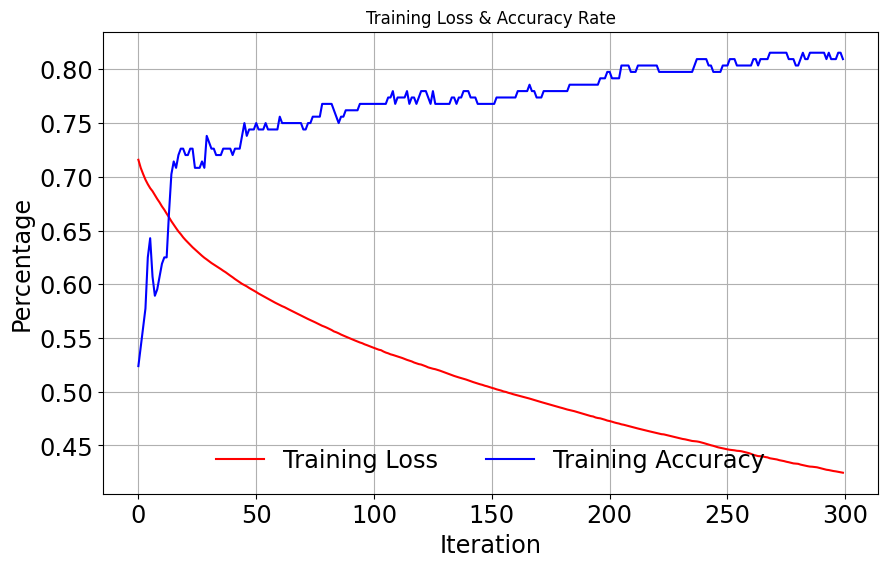 Training Loss & Accuracy Rate
0.80
0.75
0.70
0.65
0.60
0.55
0.50
0.45
Percentage
Training Loss
Training Accuracy
0 50 100 150 200 250 300
Iteration